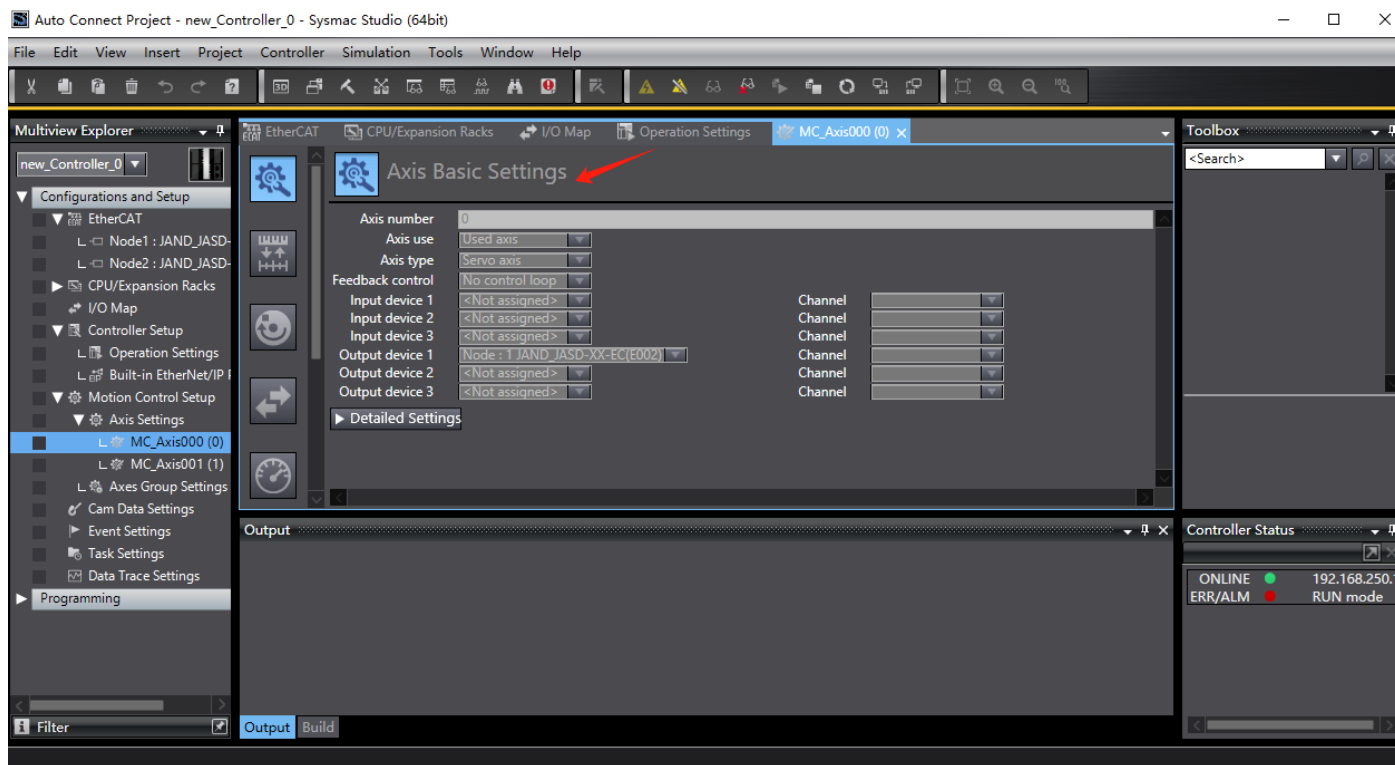 Auto Connect Project - new_Controller_0 - Sysmac Studio (64bit)
File Edit View Insert Project Controller Simulation Tools Window Help
Multiview Explorer
new_Controller_0
Configurations and Setup
EtherCAT
Node1 : JAND_JASD-
Node2 : JAND_JASD-
CPU/Expansion Racks
I/O Map
Controller Setup
Operation Settings
Built-in EtherNet/IP
Motion Control Setup
Axis Settings
MC_Axis000 (0)
MC_Axis001 (1)
Axes Group Settings
Cam Data Settings
Event Settings
Task Settings
Data Trace Settings
Programming
Filter
EtherCAT CPU/Expansion Racks I/O Map Operation Settings MC_Axis000 (0)
Axis Basic Settings
Axis number 0
Axis use Used axis
Axis type Servo axis
Feedback control No control loop
Input device 1 <Not assigned> Channel
Input device 2 <Not assigned> Channel
Input device 3 <Not assigned> Channel
Output device 1 Node : 1 JAND_JASD-XX-EC(E002) Channel
Output device 2 <Not assigned> Channel
Output device 3 <Not assigned> Channel
Detailed Settings
Output
Output Build
Toolbox
<Search>
Controller Status
ONLINE 192.168.250.
ERR/ALM RUN mode